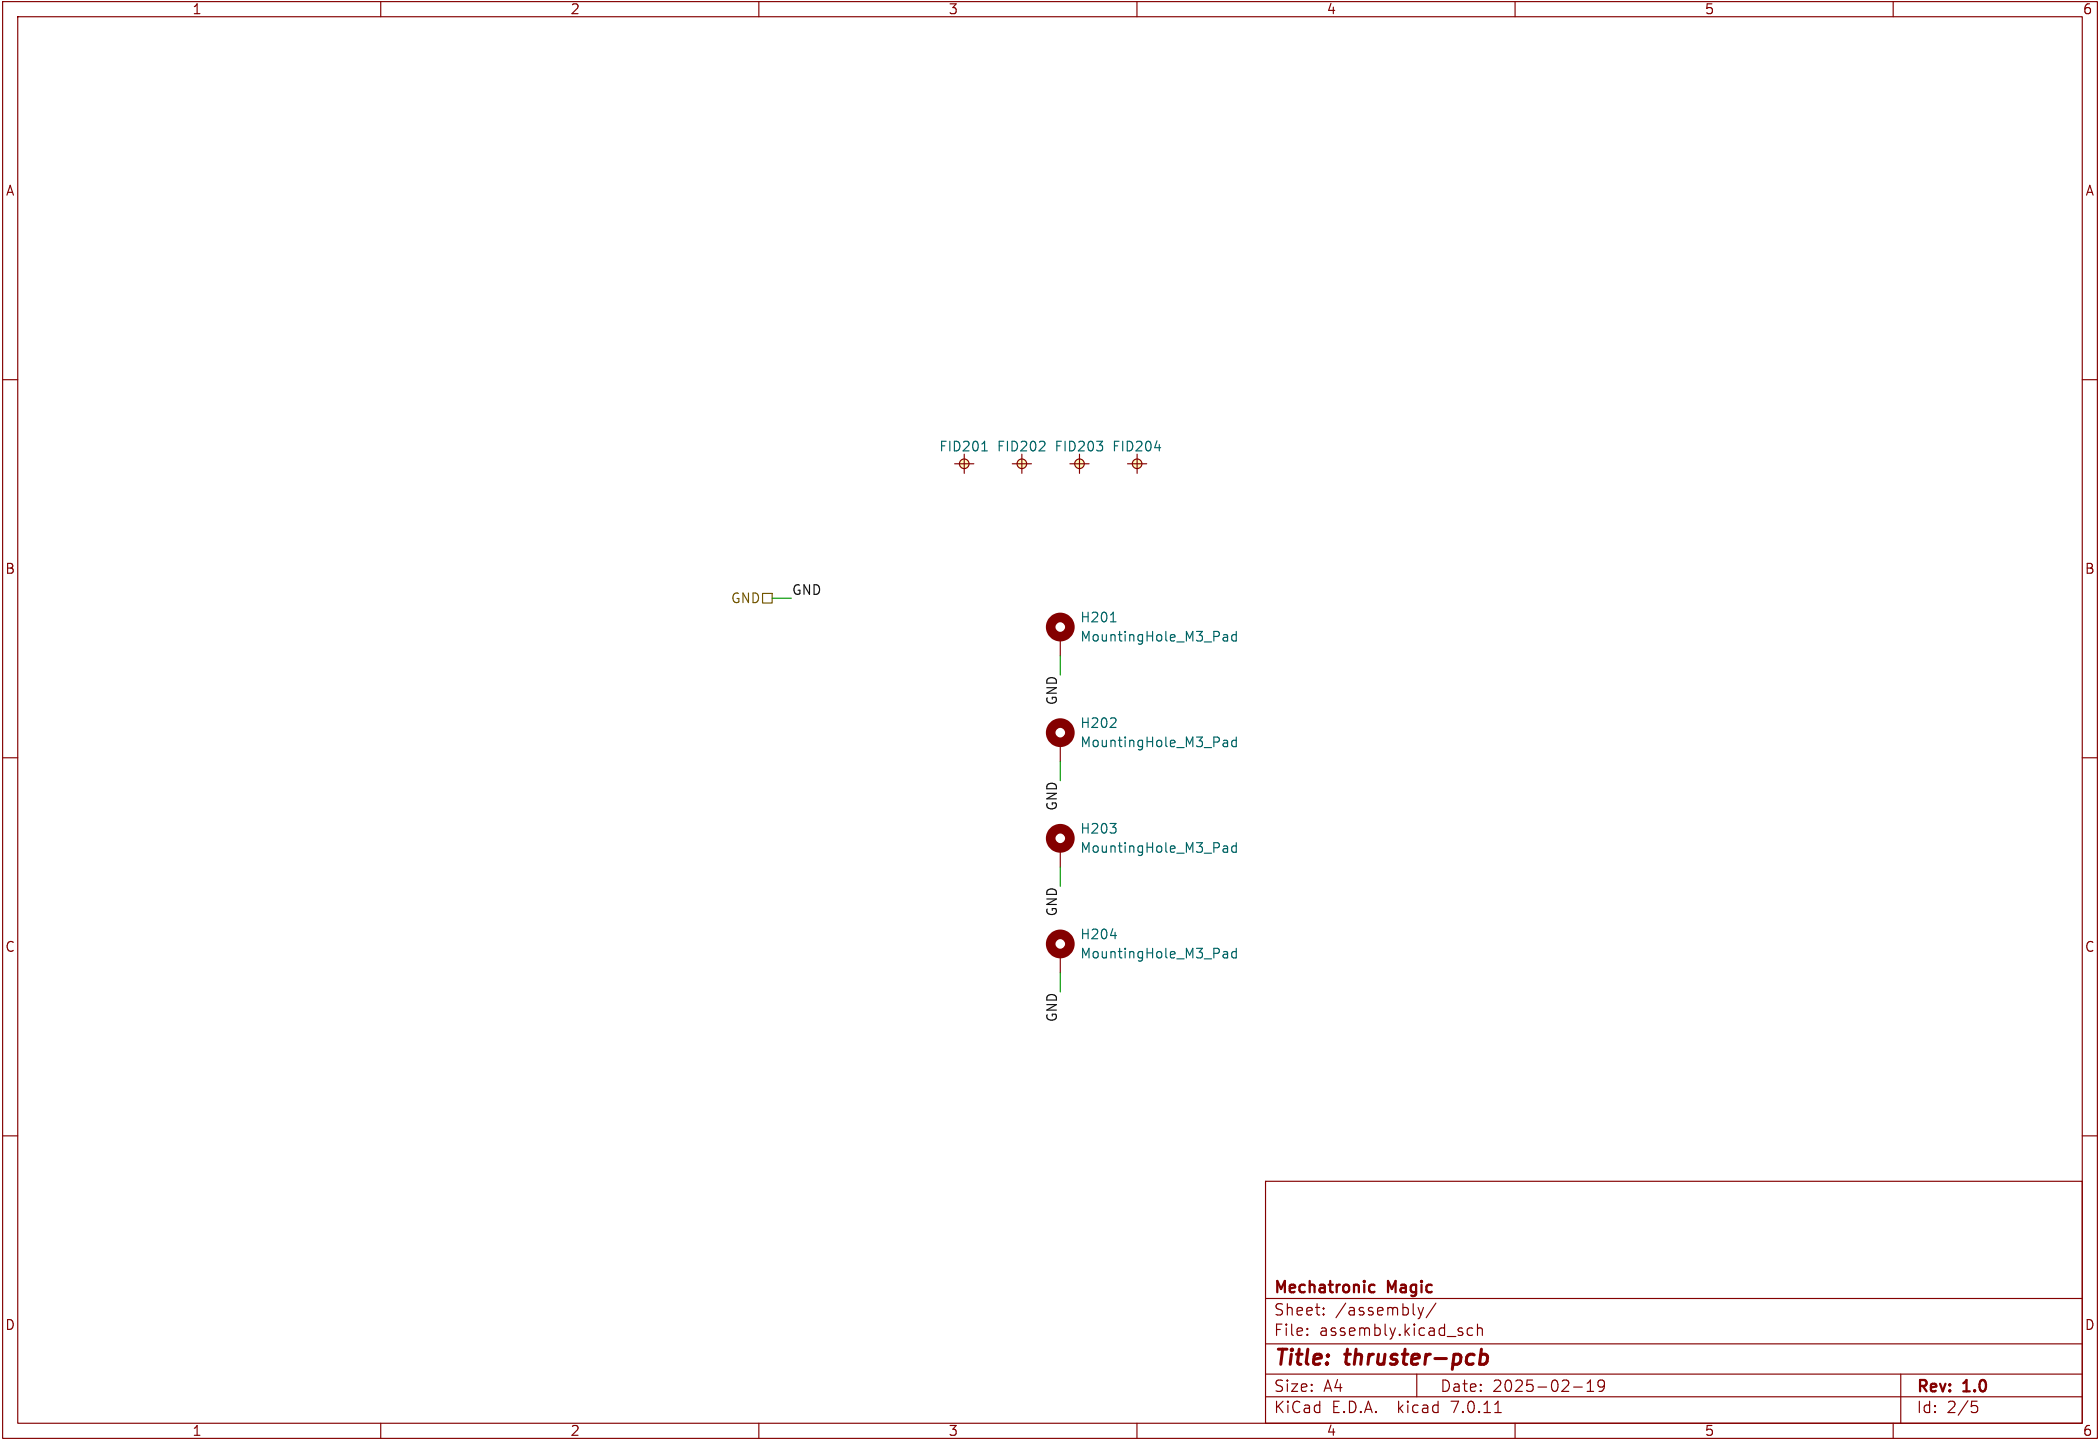 1 2 3 4 5 6
A A
FID201 FID202 FID203 FID204
B B
GND GND
H201
MountingHole_M3_Pad
GND
H202
MountingHole_M3_Pad
GND
H203
MountingHole_M3_Pad
GND
H204
MountingHole_M3_Pad
C C
GND
Mechatronic Magic
Sheet: /assembly/
File: assembly.kicad_sch
D D
Title: thruster-pcb
Size: A4 Date: 2025-02-19 Rev: 1.0
KiCad E.D.A. kicad 7.0.11 Id: 2/5
1 2 3 4 5 6